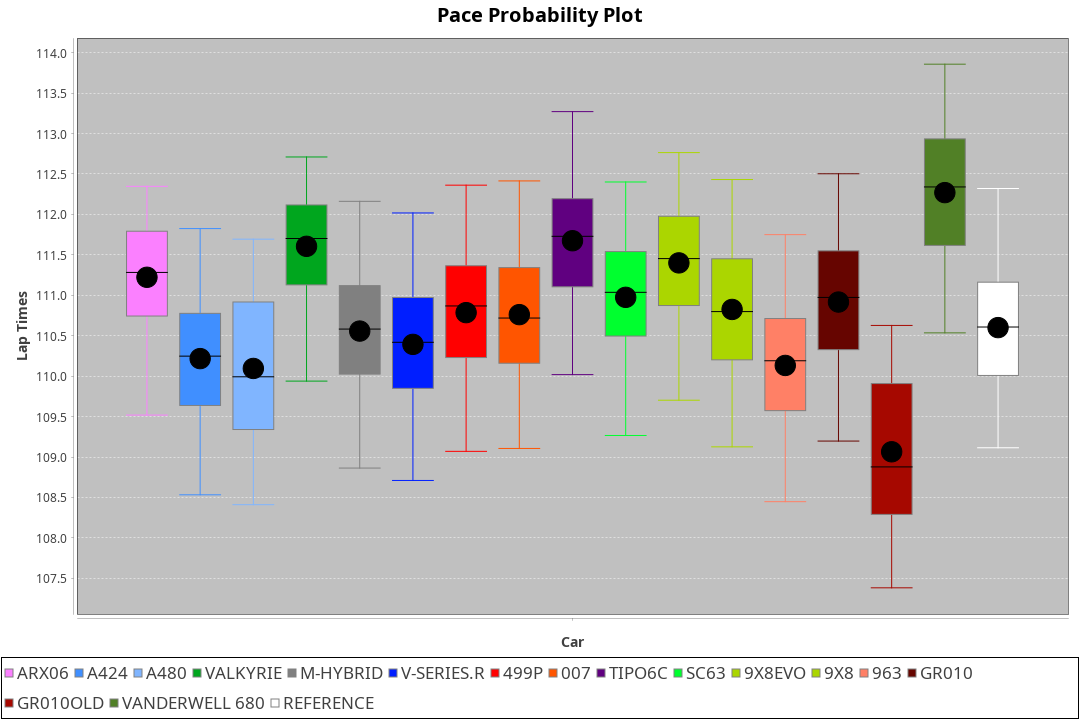 Pace Probability Plot
114.0
113.5
113.0
112.5
112.0
111.5
111.0
110.5
110.0
109.5
109.0
108.5
108.0
107.5
Lap Times
Car
ARX06 A424 A480 VALKYRIE M-HYBRID V-SERIES.R 499P 007 TIPO6C SC63 9X8EVO 9X8 963 GR010
GR010OLD VANDERWELL 680 REFERENCE